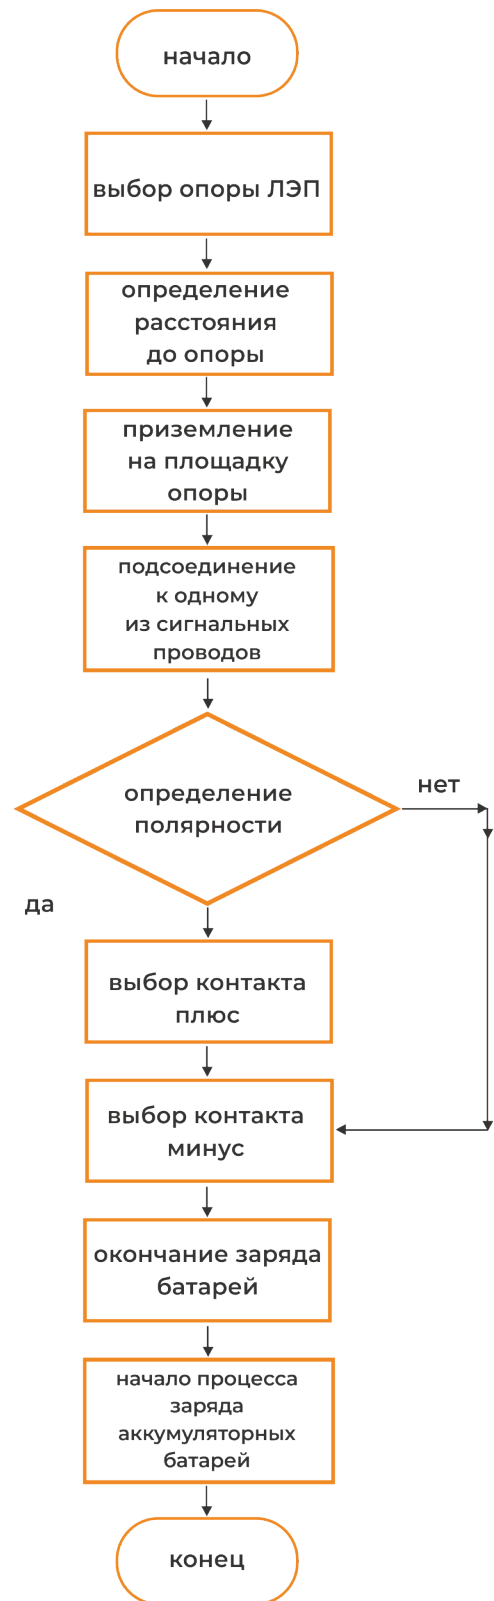 начало
выбор опоры ЛЭП
определение
расстояния
до опоры
приземление
на площадку
опоры
подсоединение
к одному
из сигнальных
проводов
определение
полярности
нет
да
выбор контакта
плюс
выбор контакта
минус
окончание заряда
батарей
начало процесса
заряда
аккумуляторных
батарей
конец